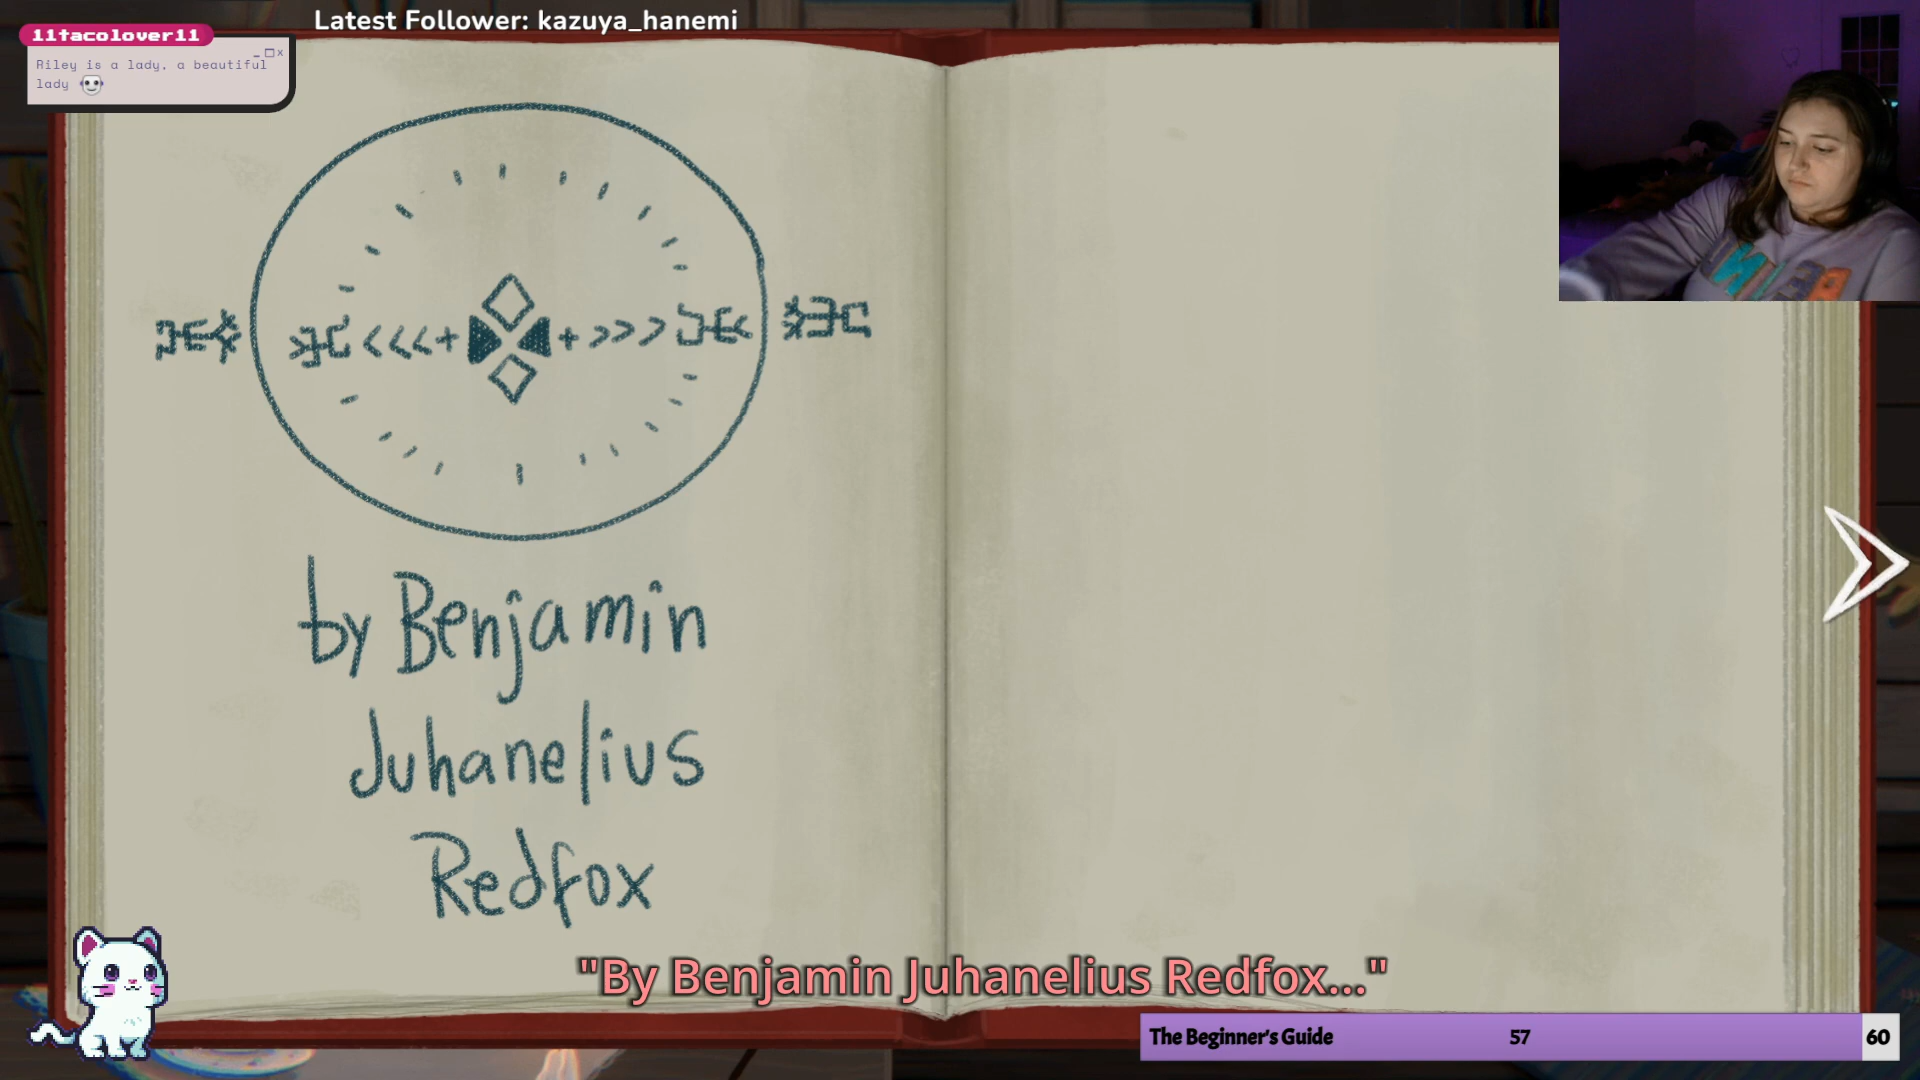 Latest Follower: kazuya_hanemi
11tacolover11
Riley is a lady, a beautiful
lady
by Benjamin
Juhanelius
Redfox
"By Benjamin Juhanelius Redfox..."
The Beginner's Guide 57 60